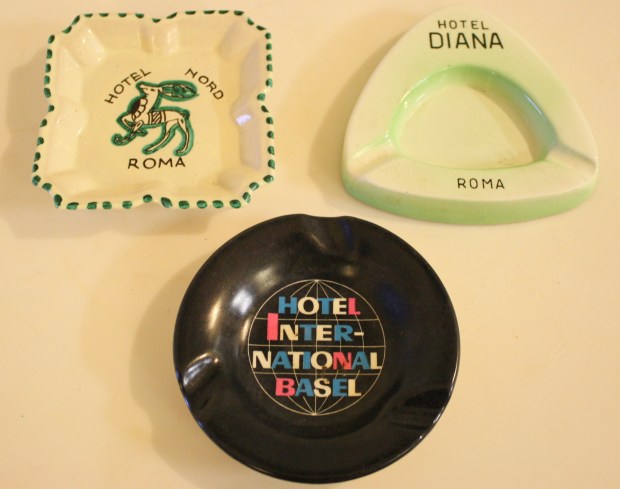 HOTEL NORD
ROMA
HOTEL
DIANA
ROMA
HOTEL
INTER-
NATIONAL
BASEL